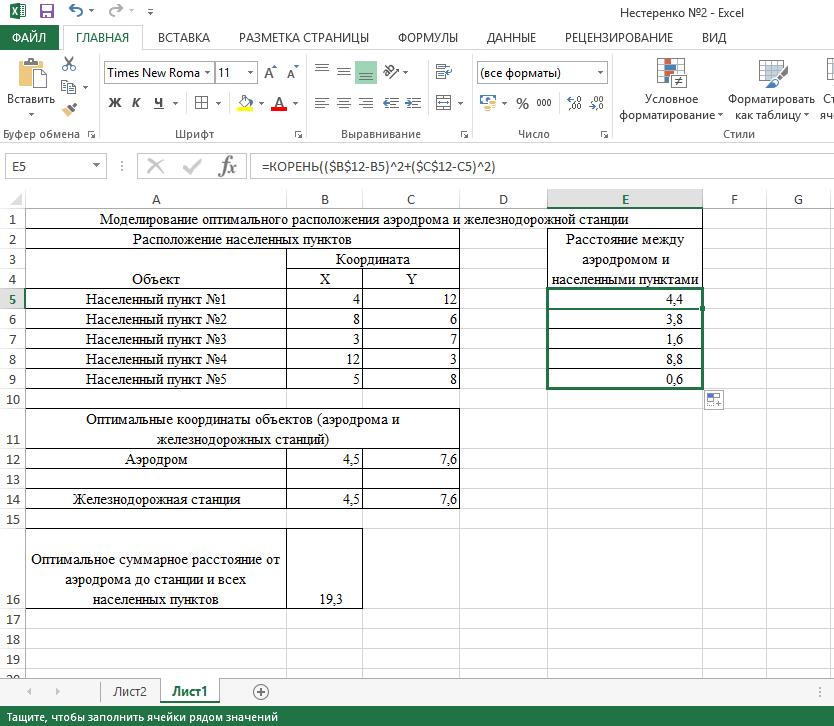 Нестеренко №2 - Excel
ФАЙЛ ГЛАВНАЯ ВСТАВКА РАЗМЕТКА СТРАНИЦЫ ФОРМУЛЫ ДАННЫЕ РЕЦЕНЗИРОВАНИЕ ВИД
Вставить
Times New Roma 11
Ж К Ч
(все форматы)
% 000
Условное форматирование
Форматировать как таблицу
Буфер обмена Шрифт Выравнивание Число Стили
E5 fx =КОРЕНЬ(($B$12-B5)^2+($C$12-C5)^2)
A B C D E F G
1 Моделирование оптимального расположения аэродрома и железнодорожной станции
2 Расположение населенных пунктов Расстояние между
3 Координата аэродромом и
4 Объект X Y населенными пунктами
5 Населенный пункт №1 4 12 4,4
6 Населенный пункт №2 8 6 3,8
7 Населенный пункт №3 3 7 1,6
8 Населенный пункт №4 12 3 8,8
9 Населенный пункт №5 5 8 0,6
10
Оптимальные координаты объектов (аэродрома и
11 железнодорожных станций)
12 Аэродром 4,5 7,6
13
14 Железнодорожная станция 4,5 7,6
15
Оптимальное суммарное расстояние от
аэродрома до станции и всех
16 населенных пунктов 19,3
17
18
19
Лист2 Лист1
Тащите, чтобы заполнить ячейки рядом значений